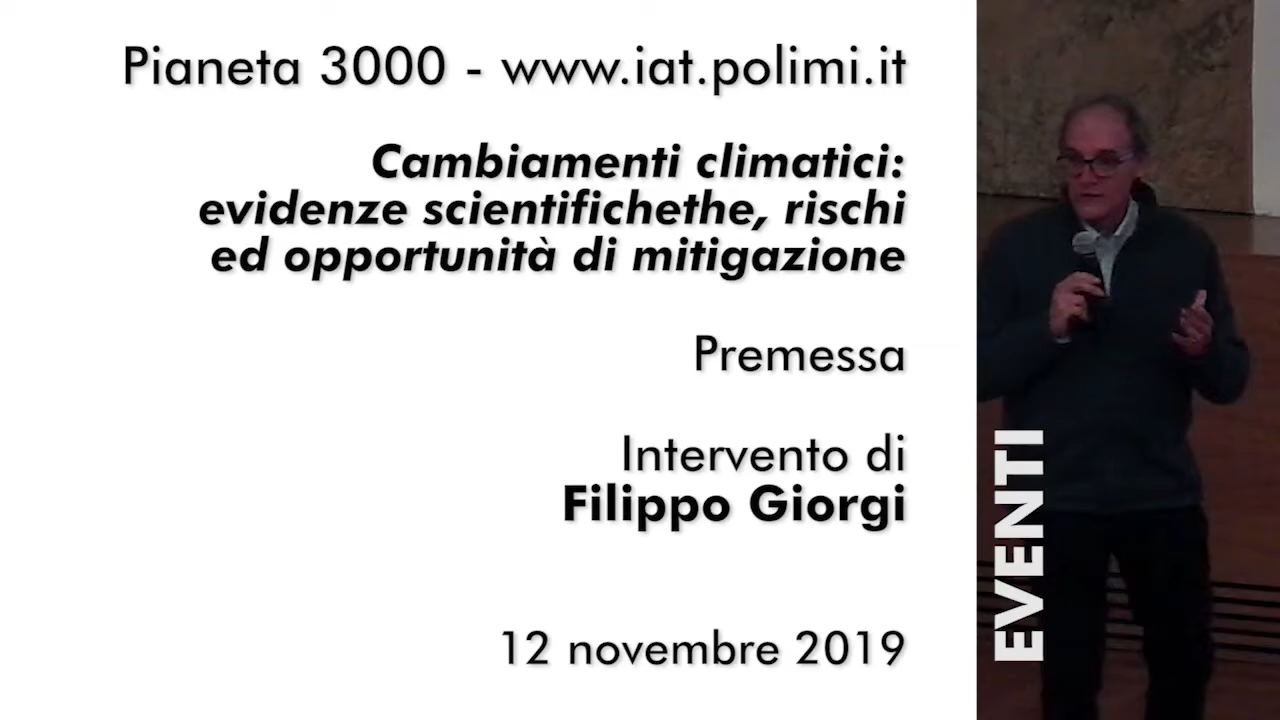 Pianeta 3000 - www.iat.polimi.it
Cambiamenti climatici:
evidenze scientifichethe, rischi
ed opportunità di mitigazione
Premessa
Intervento di
Filippo Giorgi
12 novembre 2019
EVENTI